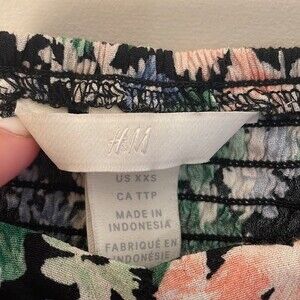 H&M
US XXS
CA TTP
MADE IN
INDONESIA
FABRIQUÉ EN
INDONÉSIE